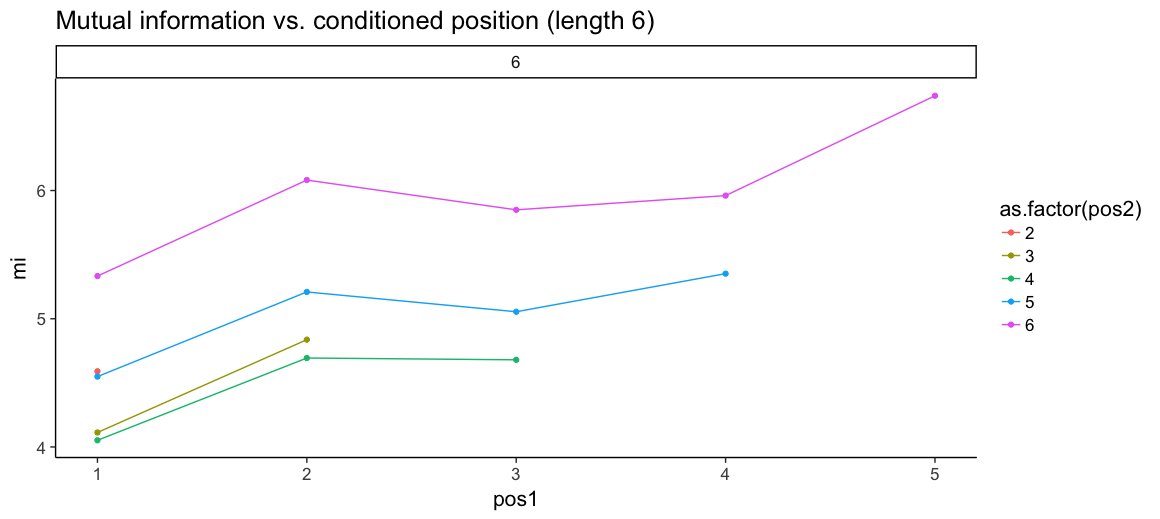 Mutual information vs. conditioned position (length 6)
6
mi
6
5
4
1 2 3 4 5
pos1
as.factor(pos2)
2
3
4
5
6